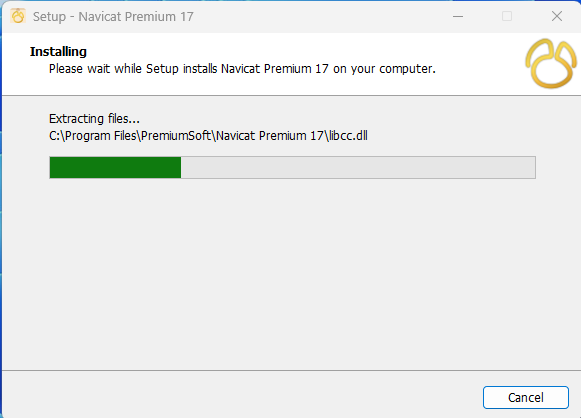 Setup - Navicat Premium 17
Installing
Please wait while Setup installs Navicat Premium 17 on your computer.
Extracting files...
C:\Program Files\PremiumSoft\Navicat Premium 17\libcc.dll
Cancel